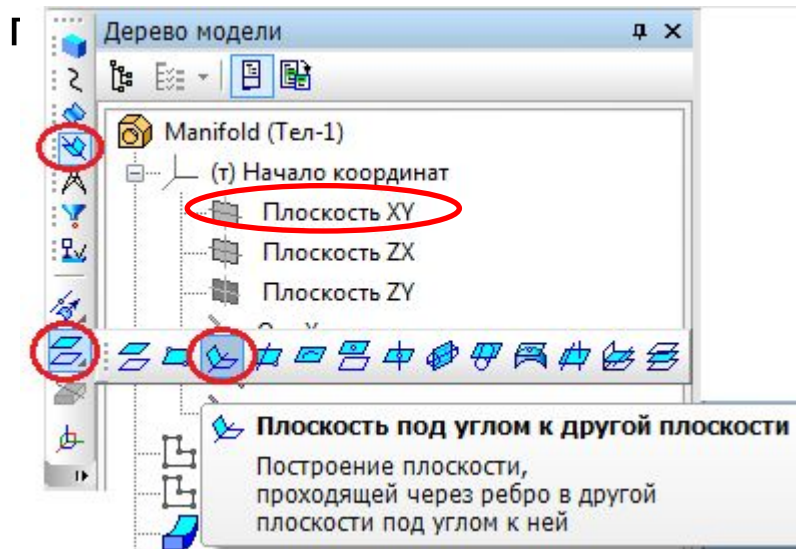 Дерево модели
Manifold (Тел-1)
(т) Начало координат
Плоскость XY
Плоскость ZX
Плоскость ZY
Плоскость под углом к другой плоскости
Построение плоскости,
проходящей через ребро в другой
плоскости под углом к ней